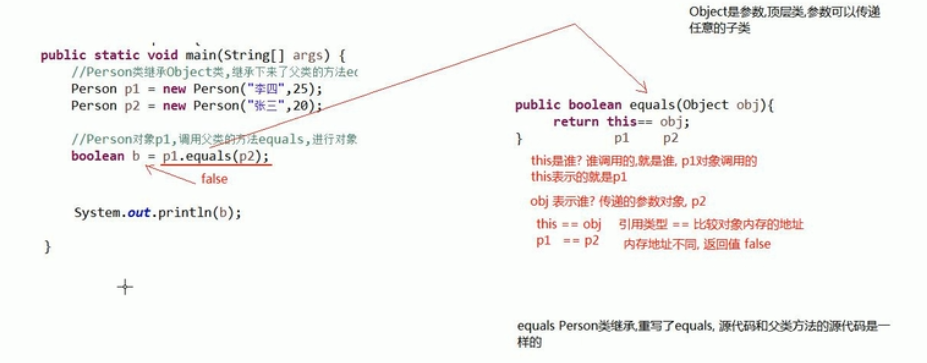 Object是参数,顶层类,参数可以传递
任意的子类
public static void main(String[] args) {
//Person类继承Object类,继承下来了父类的方法eq
Person p1 = new Person("李四",25);
Person p2 = new Person("张三",20);
//Person对象p1,调用父类的方法equals,进行对象
boolean b = p1.equals(p2);
false
System.out.println(b);
}
public boolean equals(Object obj){
return this== obj;
} p1 p2
this是谁? 谁调用的,就是谁, p1对象调用的
this表示的就是p1
obj 表示谁? 传递的参数对象, p2
this == obj 引用类型 == 比较对象内存的地址
p1 == p2 内存地址不同, 返回值 false
equals Person类继承,重写了equals, 源代码和父类方法的源代码是一
样的